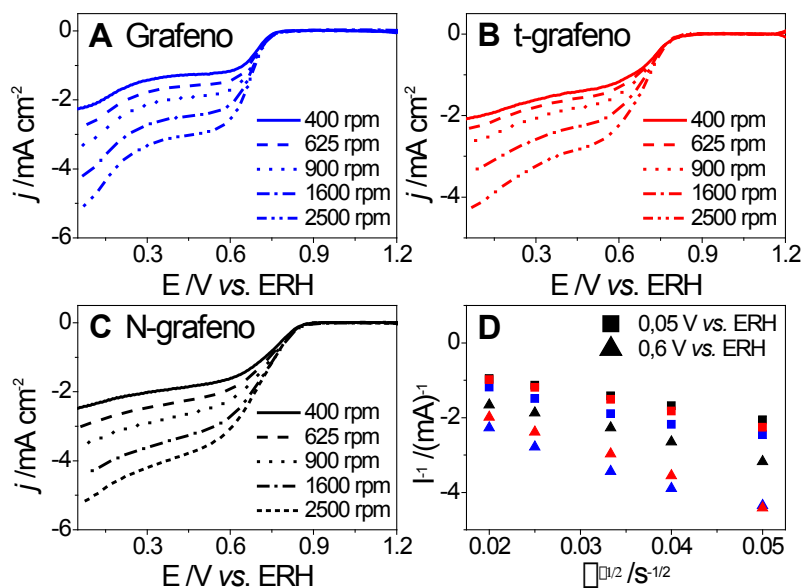 A Grafeno
j /mA cm⁻²
0
-2
-4
-6
0.3 0.6 0.9 1.2
E /V vs. ERH
400 rpm
625 rpm
900 rpm
1600 rpm
2500 rpm
B t-grafeno
j /mA cm⁻²
0
-2
-4
0.3 0.6 0.9 1.2
E /V vs. ERH
400 rpm
625 rpm
900 rpm
1600 rpm
2500 rpm
C N-grafeno
j /mA cm⁻²
0
-2
-4
-6
0.3 0.6 0.9 1.2
E /V vs. ERH
400 rpm
625 rpm
900 rpm
1600 rpm
2500 rpm
D
0,05 V vs. ERH
0,6 V vs. ERH
I⁻¹ /(mA)⁻¹
0
-2
-4
0.02 0.03 0.04 0.05
□□¹ᐟ² /s⁻¹ᐟ²